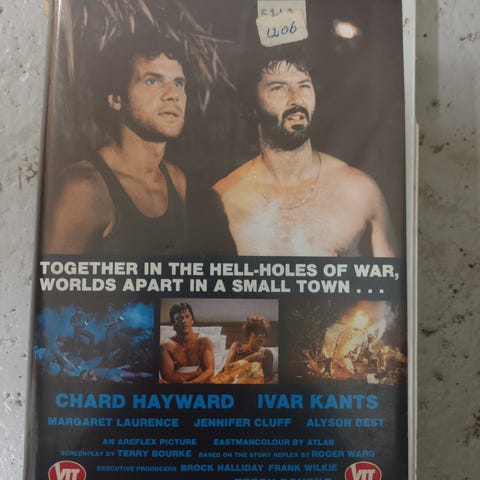 1206
TOGETHER IN THE HELL-HOLES OF WAR,
WORLDS APART IN A SMALL TOWN . . .
CHARD HAYWARD IVAR KANTS
MARGARET LAURENCE JENNIFER CLUFF ALYSON BEST
AN AREFLEX PICTURE EASTMANCOLOUR BY ATLAB
SCREENPLAY BY TERRY BOURKE BASED ON THE STORY REFLEX BY ROGER WARD
EXECUTIVE PRODUCERS BROCK HALLIDAY FRANK WILKIE